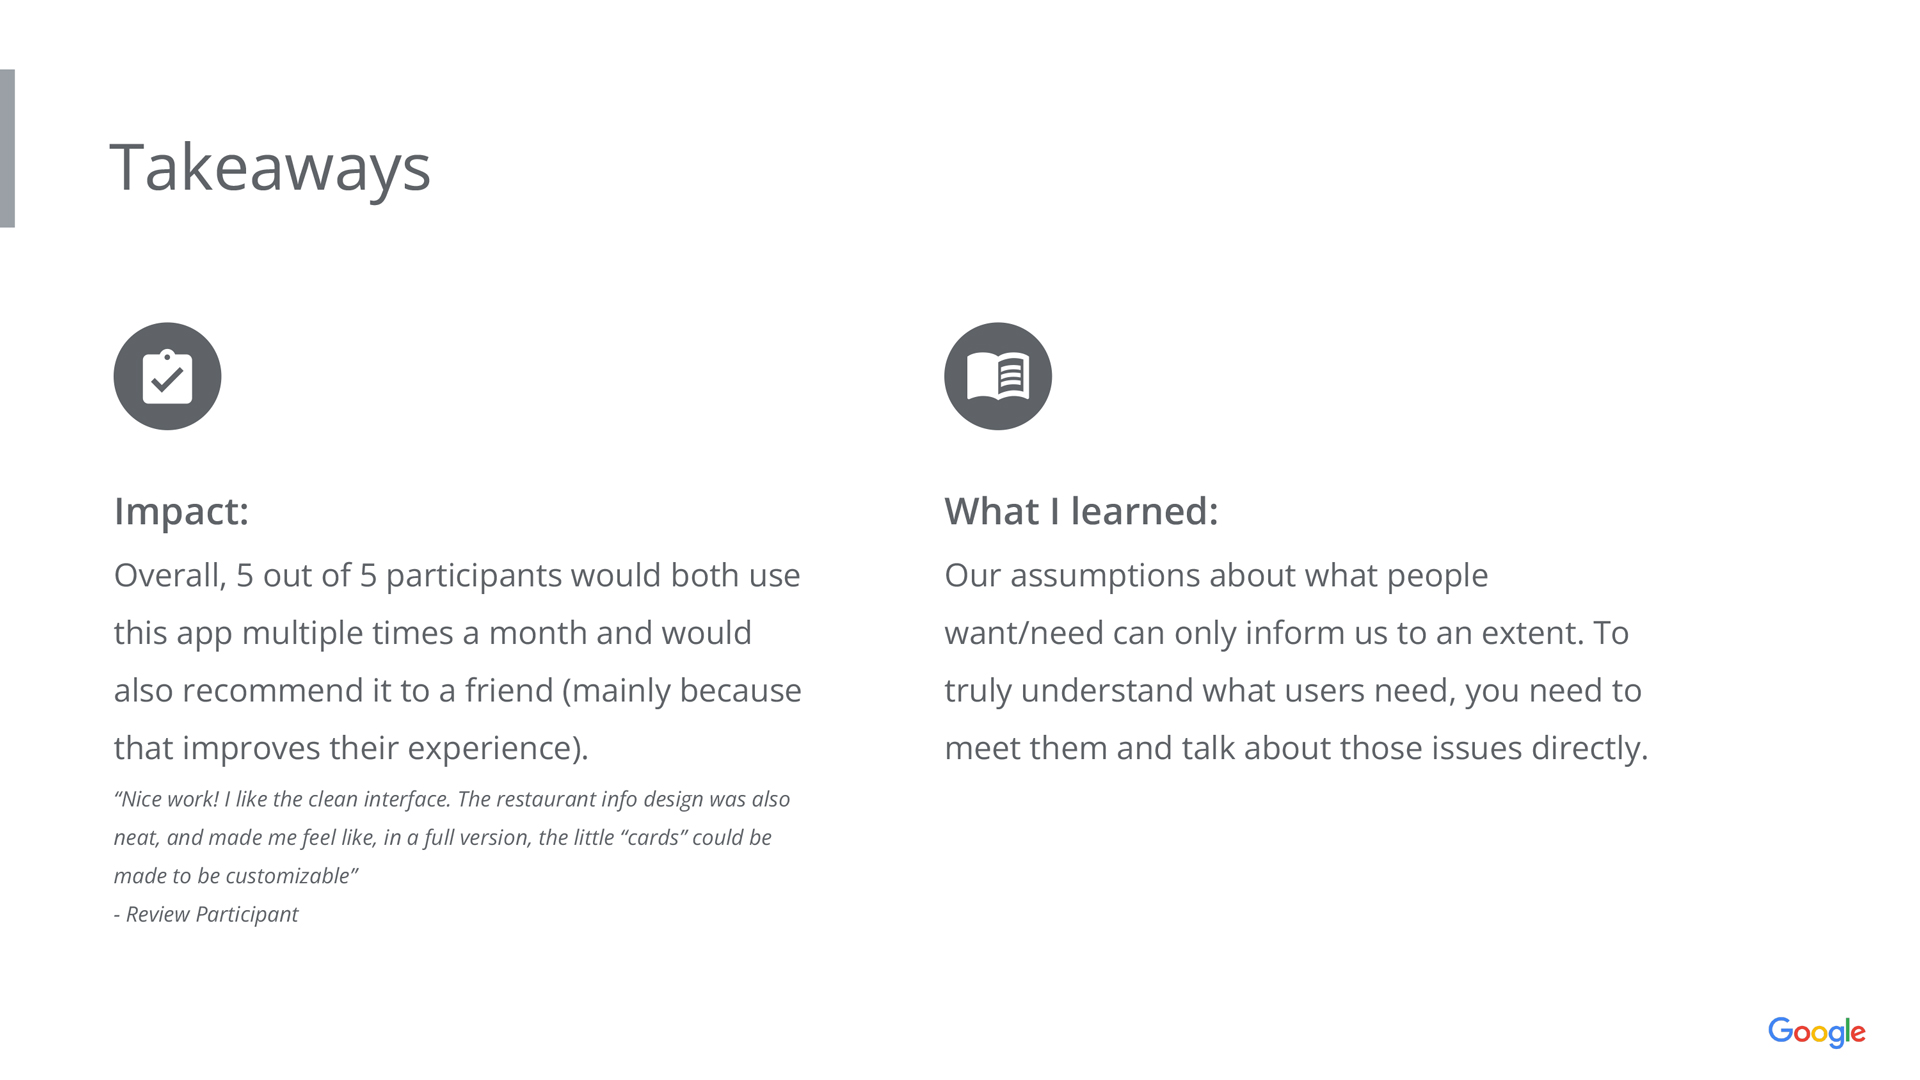 Takeaways
Impact:
Overall, 5 out of 5 participants would both use
this app multiple times a month and would
also recommend it to a friend (mainly because
that improves their experience).
“Nice work! I like the clean interface. The restaurant info design was also
neat, and made me feel like, in a full version, the little “cards” could be
made to be customizable”
- Review Participant
What I learned:
Our assumptions about what people
want/need can only inform us to an extent. To
truly understand what users need, you need to
meet them and talk about those issues directly.
Google